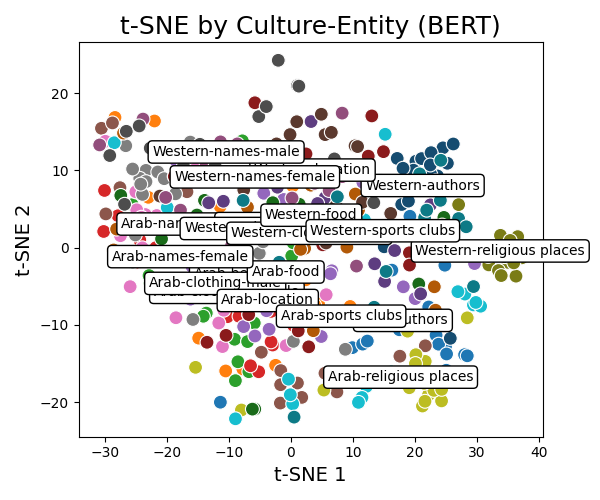 t-SNE by Culture-Entity (BERT)
t-SNE 2
20
10
0
−10
−20
Western-names-male
Western-names-female
Western-authors
Western-food
Western-sports clubs
Western-religious places
Arab-names-female
Arab-food
Arab-clothing-male
Arab-location
Arab-sports clubs
Arab-religious places
−30
−20
−10
0
10
20
30
40
t-SNE 1